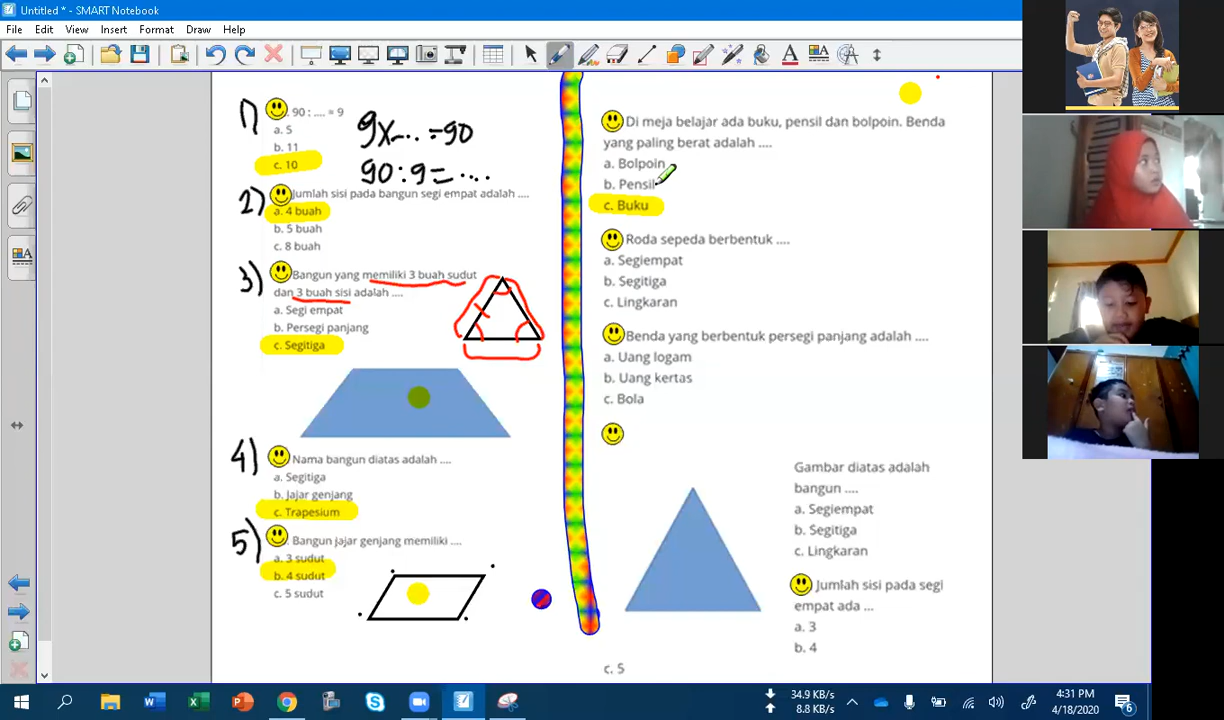 Untitled * - SMART Notebook
File Edit View Insert Format Draw Help
1) . 90 : .... = 9
a. 5
b. 11
c. 10
9x... = 90
90 : 9 = ....
2) Jumlah sisi pada bangun segi empat adalah ....
a. 4 buah
b. 5 buah
c. 8 buah
3) Bangun yang memiliki 3 buah sudut
dan 3 buah sisi adalah ....
a. Segi empat
b. Persegi panjang
c. Segitiga
4) Nama bangun diatas adalah ....
a. Segitiga
b. Jajar genjang
c. Trapesium
5) . Bangun jajar genjang memiliki ....
a. 3 sudut
b. 4 sudut
c. 5 sudut
Di meja belajar ada buku, pensil dan bolpoin. Benda
yang paling berat adalah ....
a. Bolpoin
b. Pensil
c. Buku
Roda sepeda berbentuk ....
a. Segiempat
b. Segitiga
c. Lingkaran
Benda yang berbentuk persegi panjang adalah ....
a. Uang logam
b. Uang kertas
c. Bola
Gambar diatas adalah
bangun ....
a. Segiempat
b. Segitiga
c. Lingkaran
Jumlah sisi pada segi
empat ada ...
a. 3
b. 4
c. 5
34.9 KB/s
8.8 KB/s
4:31 PM
4/18/2020
6